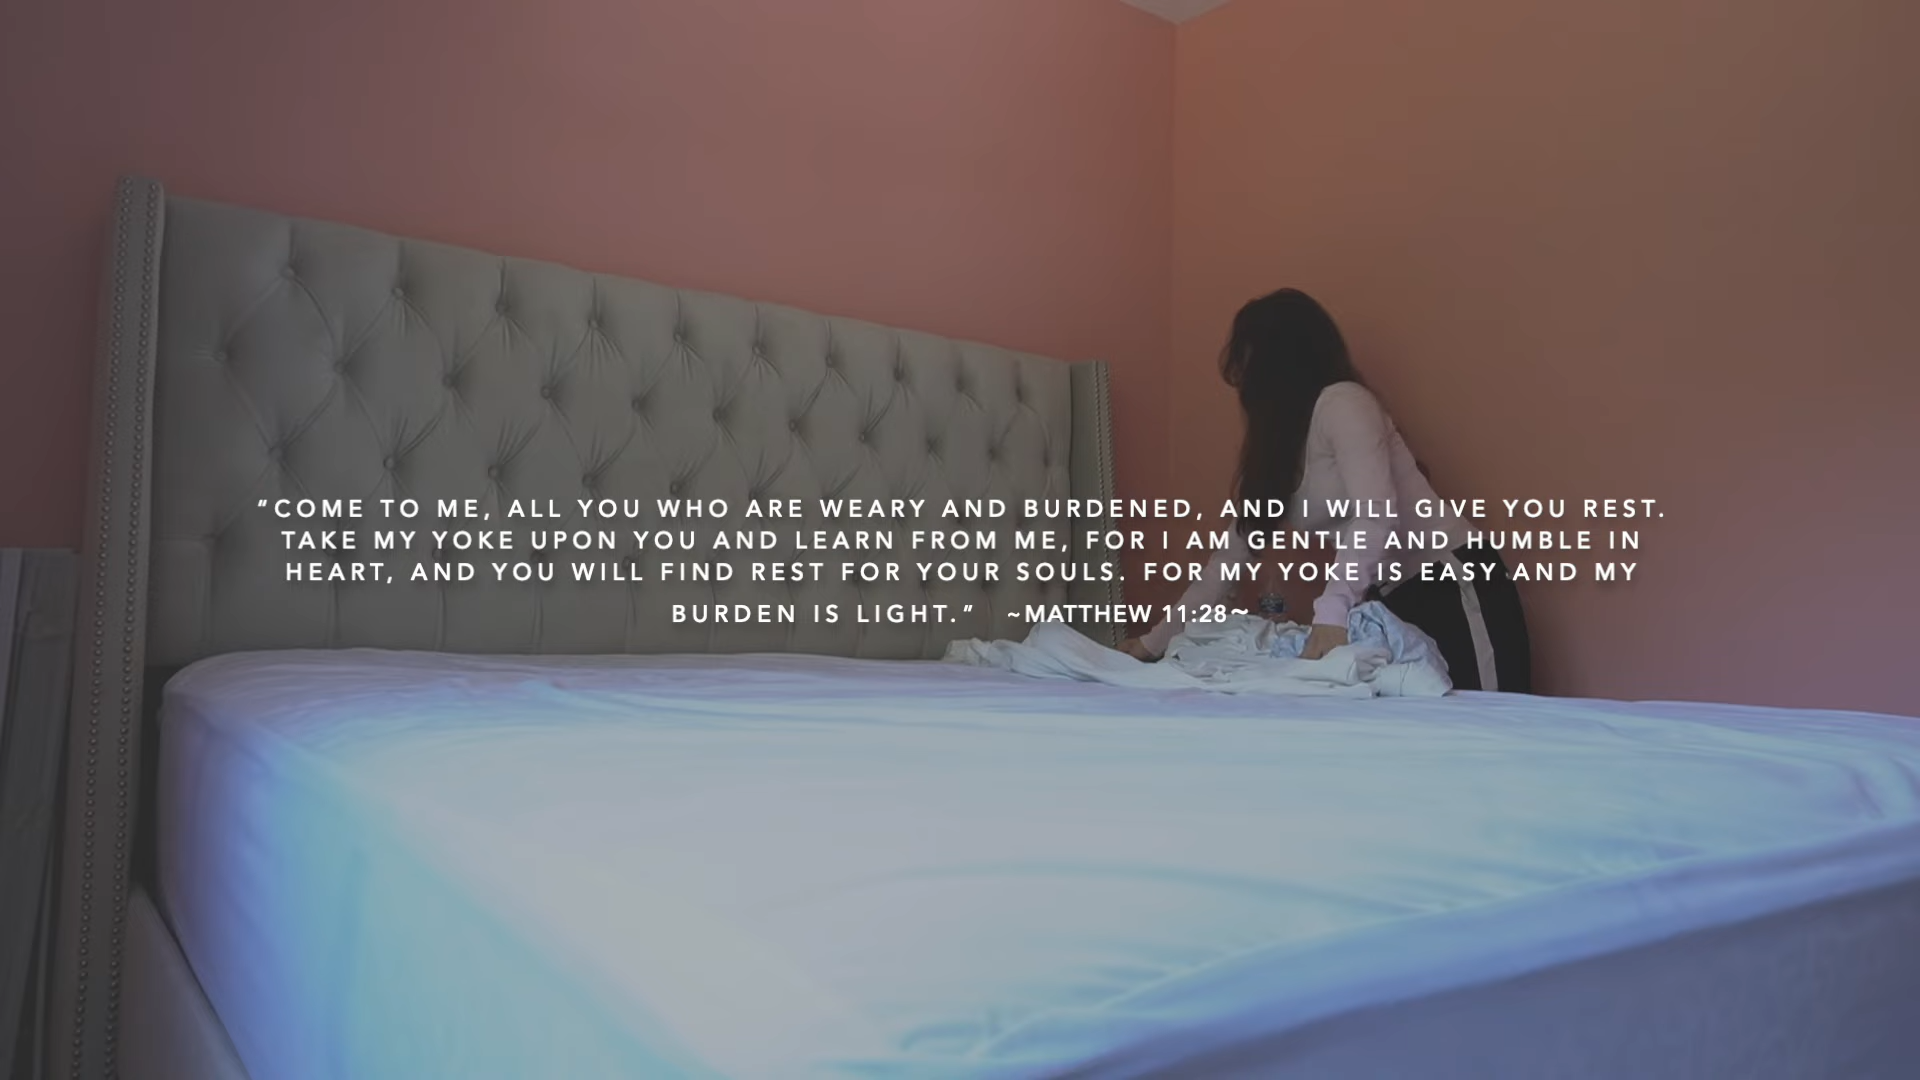 “COME TO ME, ALL YOU WHO ARE WEARY AND BURDENED, AND I WILL GIVE YOU REST.
TAKE MY YOKE UPON YOU AND LEARN FROM ME, FOR I AM GENTLE AND HUMBLE IN
HEART, AND YOU WILL FIND REST FOR YOUR SOULS. FOR MY YOKE IS EASY AND MY
BURDEN IS LIGHT.” ~MATTHEW 11:28~